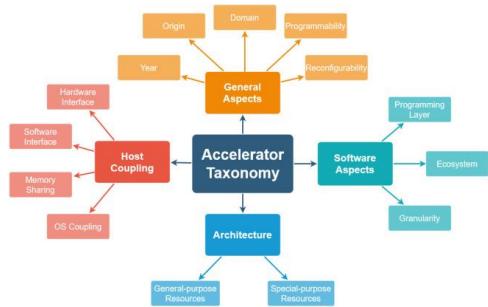 Domain
Origin
Programmability
Year
Reconfigurability
General
Aspects
Hardware
Interface
Software
Interface
Memory
Sharing
OS Coupling
Host
Coupling
Accelerator
Taxonomy
Software
Aspects
Programming
Layer
Ecosystem
Granularity
Architecture
General-purpose
Resources
Special-purpose
Resources